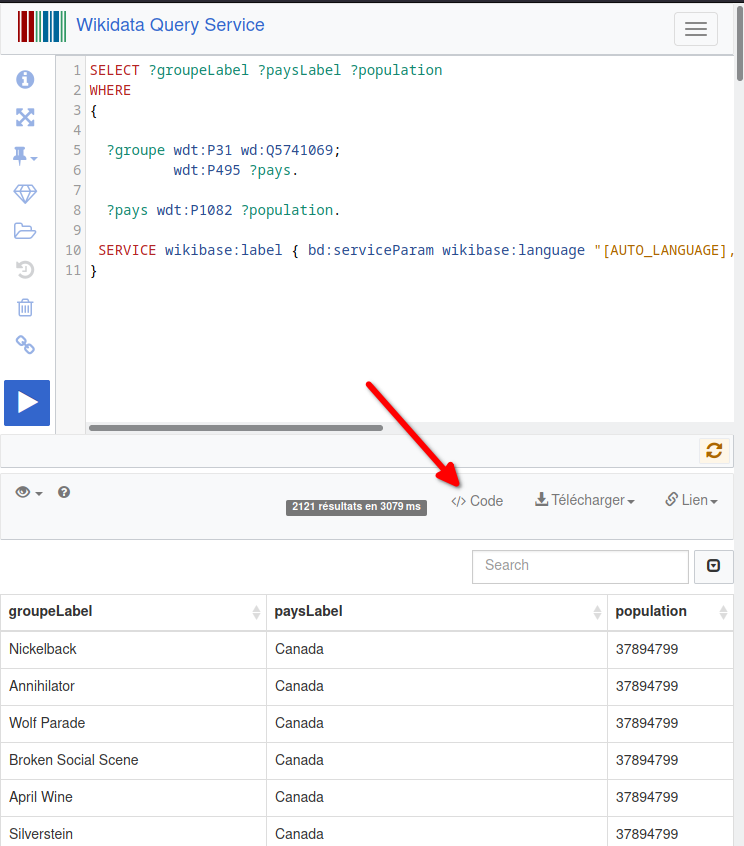 Wikidata Query Service
1 SELECT ?groupeLabel ?paysLabel ?population
2 WHERE
3 {
4
5 ?groupe wdt:P31 wd:Q5741069;
6 wdt:P495 ?pays.
7
8 ?pays wdt:P1082 ?population.
9
10 SERVICE wikibase:label { bd:serviceParam wikibase:language "[AUTO_LANGUAGE],
11 }
2121 résultats en 3079 ms </> Code Télécharger Lien
Search
groupeLabel paysLabel population
Nickelback Canada 37894799
Annihilator Canada 37894799
Wolf Parade Canada 37894799
Broken Social Scene Canada 37894799
April Wine Canada 37894799
Silverstein Canada 37894799